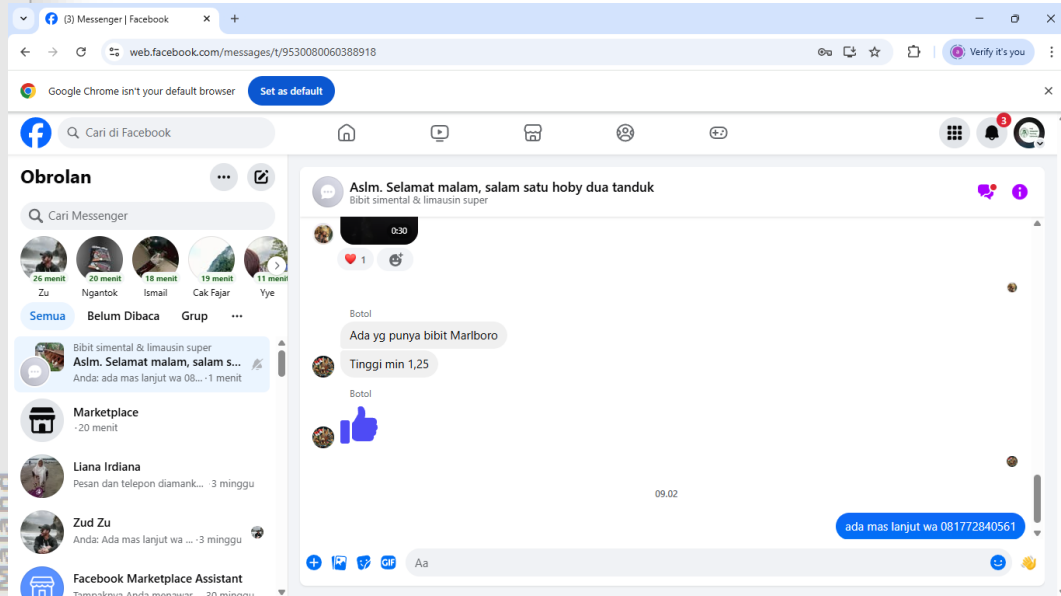 (3) Messenger | Facebook
web.facebook.com/messages/t/9530080060388918
Verify it's you
Google Chrome isn't your default browser
Set as default
Cari di Facebook
3
Obrolan
Cari Messenger
26 menit
20 menit
18 menit
19 menit
11 menit
Zu
Ngantok
Ismail
Cak Fajar
Yye
Semua
Belum Dibaca
Grup
Bibit simental & limausin super
Aslm. Selamat malam, salam s...
Anda: ada mas lanjut wa 08... · 1 menit
Marketplace
· 20 menit
Liana Irdiana
Pesan dan telepon diamank... · 3 minggu
Zud Zu
Anda: Ada mas lanjut wa ... · 3 minggu
Facebook Marketplace Assistant
Tampaknya Anda menawar... · 30 minggu
Aslm. Selamat malam, salam satu hoby dua tanduk
Bibit simental & limausin super
0:30
1
Botol
Ada yg punya bibit Marlboro
Tinggi min 1,25
Botol
09.02
ada mas lanjut wa 081772840561
GIF
Aa